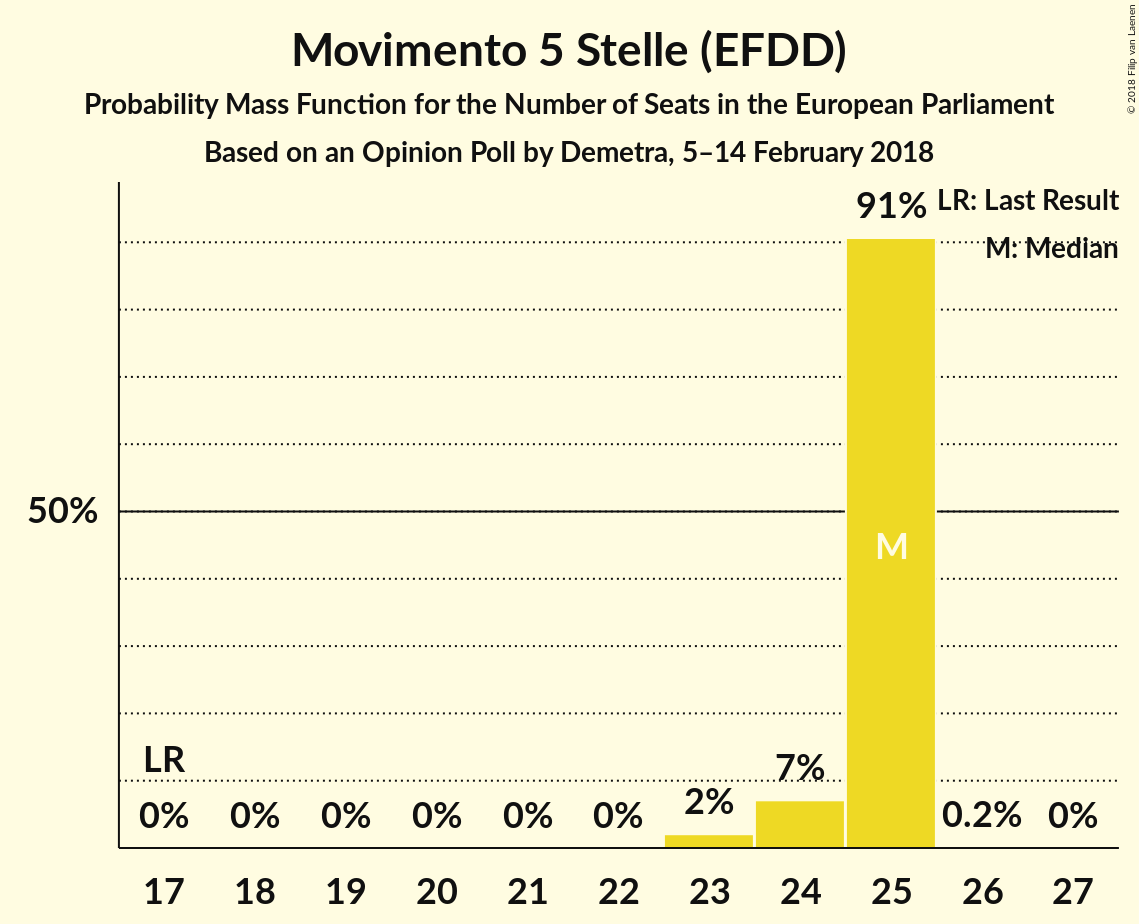 Movimento 5 Stelle (EFDD)
Probability Mass Function for the Number of Seats in the European Parliament
Based on an Opinion Poll by Demetra, 5–14 February 2018
© 2018 Filip van Laenen
LR: Last Result
M: Median
91%
50%
M
LR
0% 0% 0% 0% 0% 0% 2% 7% 0.2% 0%
17 18 19 20 21 22 23 24 25 26 27